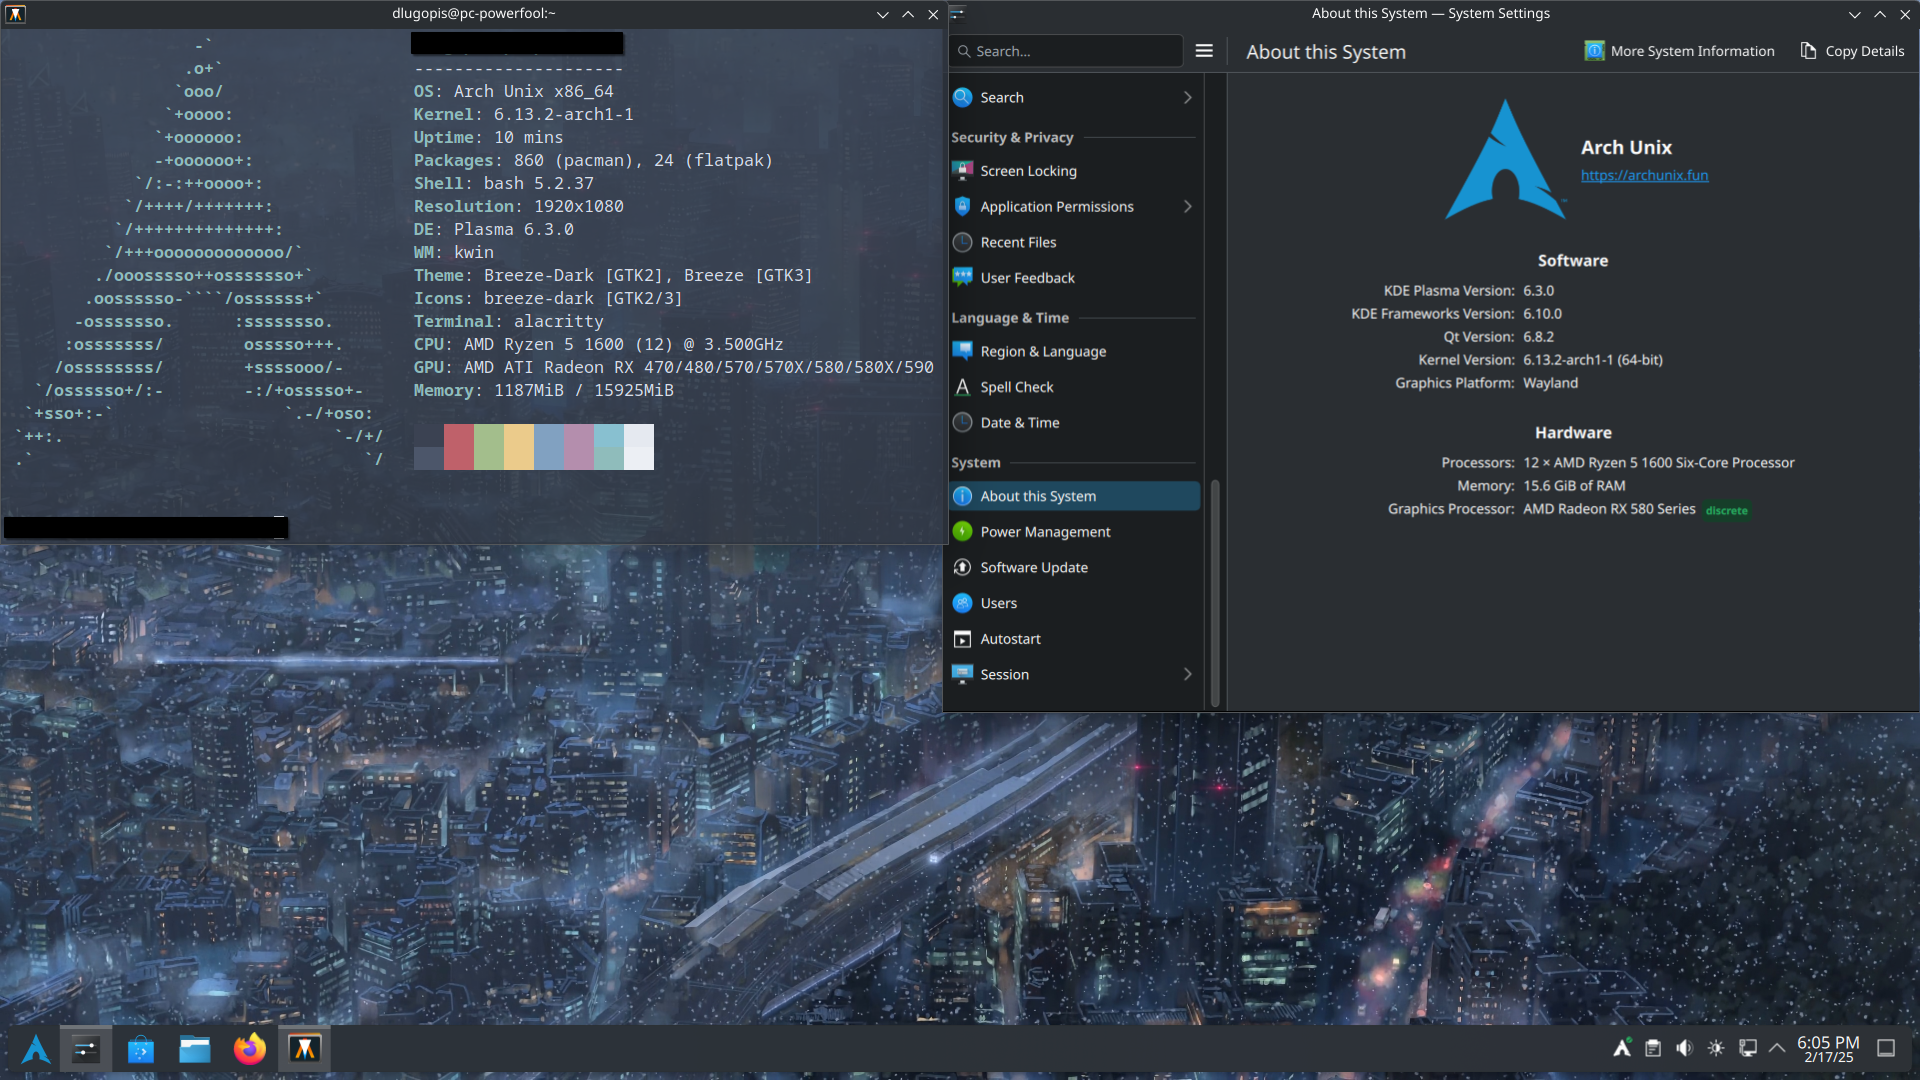 dlugopis@pc-powerfool:~
---------------------
OS: Arch Unix x86_64
Kernel: 6.13.2-arch1-1
Uptime: 10 mins
Packages: 860 (pacman), 24 (flatpak)
Shell: bash 5.2.37
Resolution: 1920x1080
DE: Plasma 6.3.0
WM: kwin
Theme: Breeze-Dark [GTK2], Breeze [GTK3]
Icons: breeze-dark [GTK2/3]
Terminal: alacritty
CPU: AMD Ryzen 5 1600 (12) @ 3.500GHz
GPU: AMD ATI Radeon RX 470/480/570/570X/580/580X/590
Memory: 1187MiB / 15925MiB
-`
.o+`
`ooo/
`+oooo:
`+oooooo:
-+oooooo+:
`/:-:++oooo+:
`/++++/+++++++:
`/++++++++++++++:
`/+++ooooooooooooo/`
./ooosssso++osssssso+`
.oossssso-````/ossssss+`
-osssssso.      :ssssssso.
:osssssss/        osssso+++.
/ossssssss/        +ssssooo/-
`/ossssso+/:-        -:/+osssso+-
`+sso+:-`                 `.-/+oso:
`++:.                           `-/+/
.`                                 `/
About this System — System Settings
Search...
Search
Security & Privacy
Screen Locking
Application Permissions
Recent Files
User Feedback
Language & Time
Region & Language
Spell Check
Date & Time
System
About this System
Power Management
Software Update
Users
Autostart
Session
About this System
More System Information
Copy Details
Arch Unix
https://archunix.fun
Software
KDE Plasma Version: 6.3.0
KDE Frameworks Version: 6.10.0
Qt Version: 6.8.2
Kernel Version: 6.13.2-arch1-1 (64-bit)
Graphics Platform: Wayland
Hardware
Processors: 12 × AMD Ryzen 5 1600 Six-Core Processor
Memory: 15.6 GiB of RAM
Graphics Processor: AMD Radeon RX 580 Series discrete
6:05 PM
2/17/25